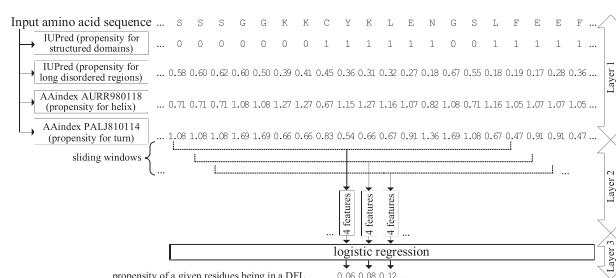 Input amino acid sequence ... S S S G G K K C Y K L E N G S L F E E F ...
IUPred (propensity for structured domains) 0 0 0 0 0 0 0 1 1 1 1 1 1 0 0 1 1 1 1 1 ...
IUPred (propensity for long disordered regions) ... 0.58 0.60 0.62 0.60 0.50 0.39 0.41 0.45 0.36 0.31 0.32 0.27 0.18 0.67 0.55 0.18 0.19 0.17 0.28 0.36 ...
AAindex AURR980118 (propensity for helix) ... 0.71 0.71 0.71 1.08 1.08 1.27 1.27 0.67 1.15 1.27 1.16 1.07 0.82 1.08 0.71 1.16 1.05 1.07 1.07 1.05 ...
AAindex PALJ810114 (propensity for turn) ... 1.08 1.08 1.08 1.69 1.69 0.66 0.66 0.83 0.54 0.66 0.67 0.91 1.36 1.69 1.08 0.67 0.47 0.91 0.91 0.47 ...
Layer 1
sliding windows
...
...
Layer 2
... 4 features 4 features 4 features ...
logistic regression
Layer 3
propensity of a given residues being in a DFL 0.06 0.08 0.12